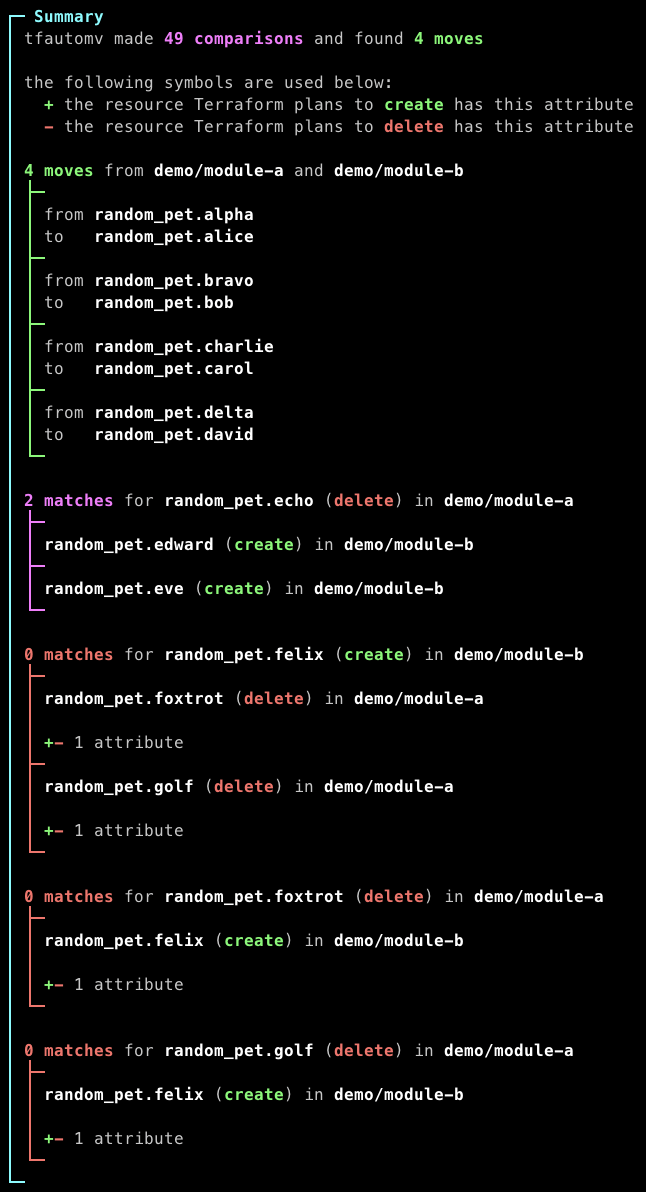 Summary
tfautomv made 49 comparisons and found 4 moves
the following symbols are used below:
+ the resource Terraform plans to create has this attribute
- the resource Terraform plans to delete has this attribute
4 moves from demo/module-a and demo/module-b
from random_pet.alpha
to random_pet.alice
from random_pet.bravo
to random_pet.bob
from random_pet.charlie
to random_pet.carol
from random_pet.delta
to random_pet.david
2 matches for random_pet.echo (delete) in demo/module-a
random_pet.edward (create) in demo/module-b
random_pet.eve (create) in demo/module-b
0 matches for random_pet.felix (create) in demo/module-b
random_pet.foxtrot (delete) in demo/module-a
+- 1 attribute
random_pet.golf (delete) in demo/module-a
+- 1 attribute
0 matches for random_pet.foxtrot (delete) in demo/module-a
random_pet.felix (create) in demo/module-b
+- 1 attribute
0 matches for random_pet.golf (delete) in demo/module-a
random_pet.felix (create) in demo/module-b
+- 1 attribute